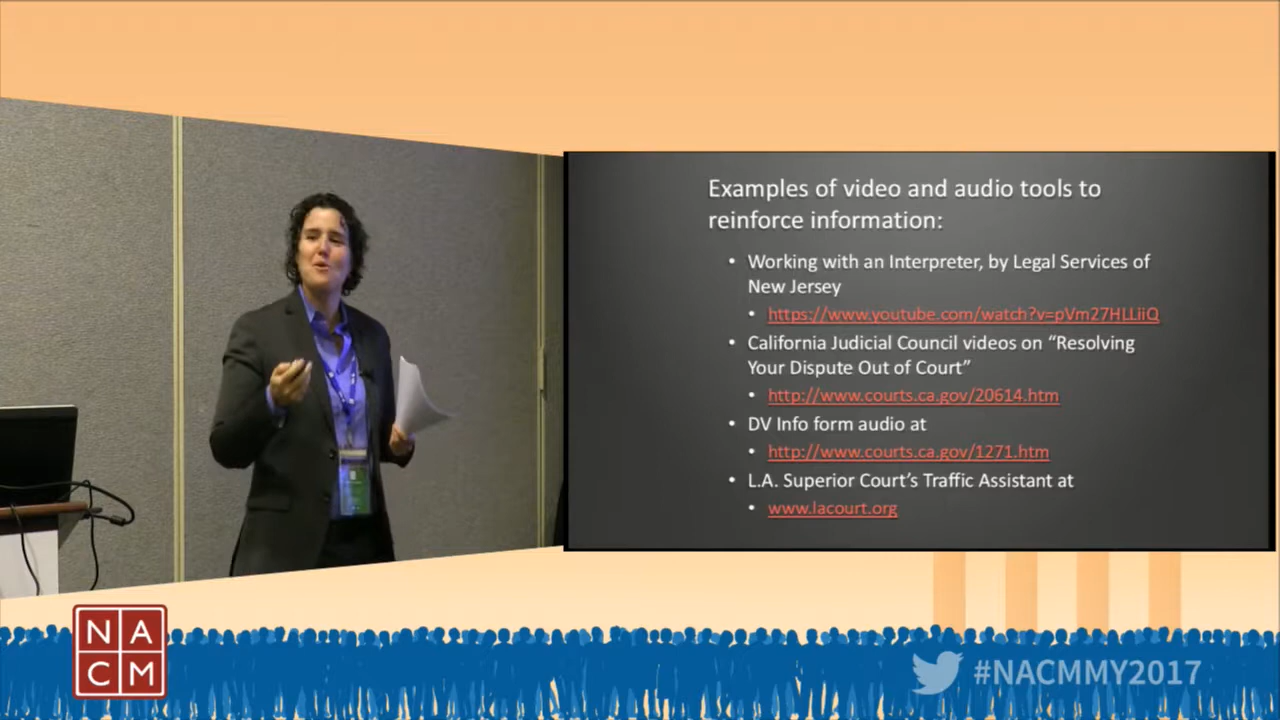 Examples of video and audio tools to
reinforce information:
• Working with an Interpreter, by Legal Services of
New Jersey
• https://www.youtube.com/watch?v=pVm27HLLiiQ
• California Judicial Council videos on “Resolving
Your Dispute Out of Court”
• http://www.courts.ca.gov/20614.htm
• DV Info form audio at
• http://www.courts.ca.gov/1271.htm
• L.A. Superior Court’s Traffic Assistant at
• www.lacourt.org
N A
C M
#NACMMY2017